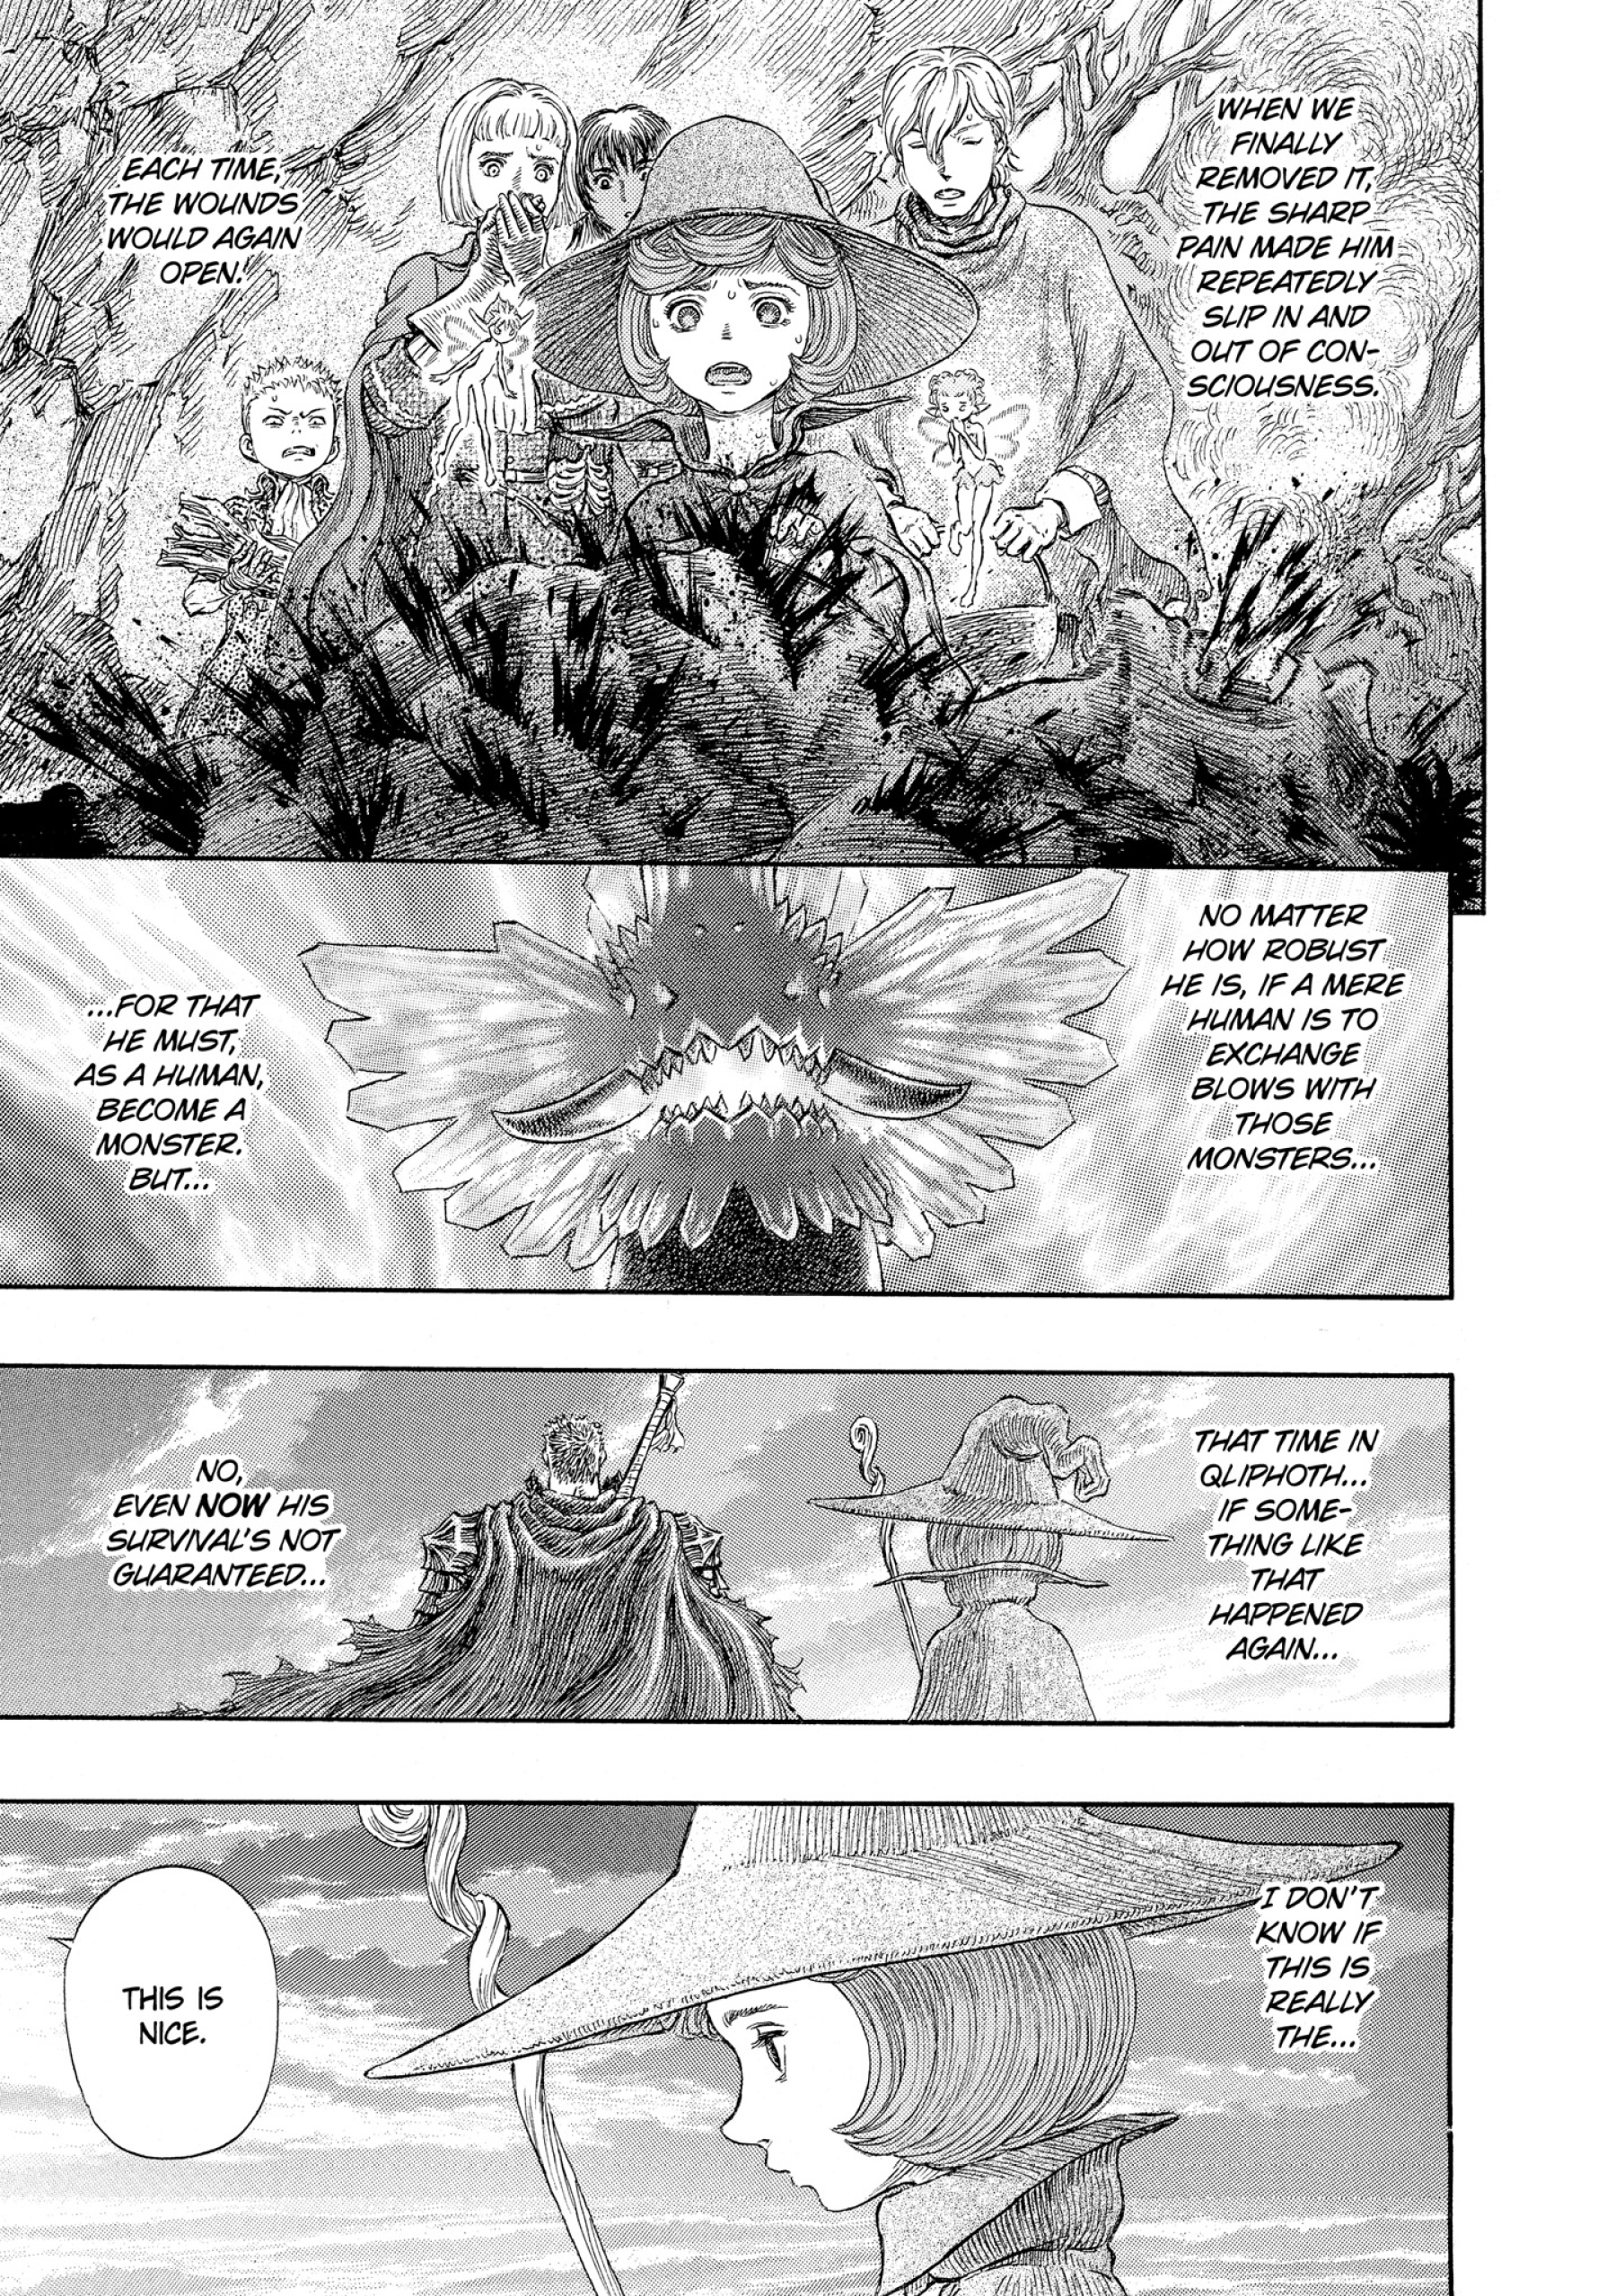 WHEN WE
FINALLY
REMOVED IT,
THE SHARP
PAIN MADE HIM
REPEATEDLY
SLIP IN AND
OUT OF CON-
SCIOUSNESS.
EACH TIME,
THE WOUNDS
WOULD AGAIN
OPEN.
NO MATTER
HOW ROBUST
HE IS, IF A MERE
HUMAN IS TO
EXCHANGE
BLOWS WITH
THOSE
MONSTERS...
...FOR THAT
HE MUST,
AS A HUMAN,
BECOME A
MONSTER.
BUT...
THAT TIME IN
QLIPHOTH...
IF SOME-
THING LIKE
THAT
HAPPENED
AGAIN...
NO,
EVEN NOW HIS
SURVIVAL'S NOT
GUARANTEED...
I DON'T
KNOW IF
THIS IS
REALLY
THE...
THIS IS
NICE.